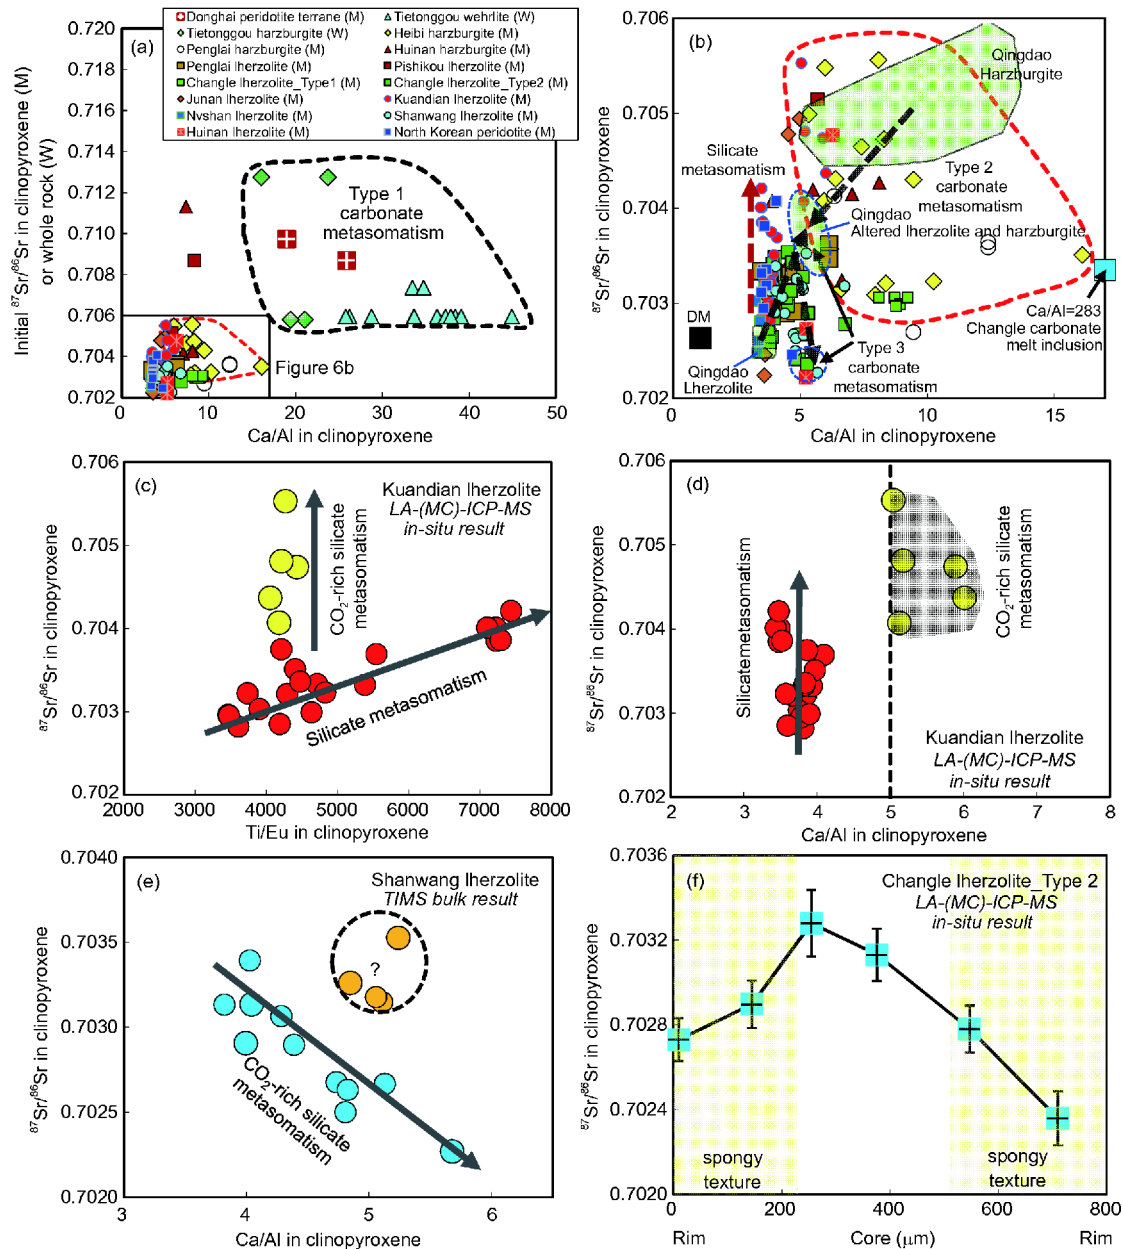 (a)
Donghai peridotite terrane (M)
Tietonggou wehrlite (W)
Tietonggou harzburgite (W)
Heibi harzburgite (M)
Penglai harzburgite (M)
Huinan harzburgite (M)
Penglai lherzolite (M)
Pishikou lherzolite (M)
Changle lherzolite_Type1 (M)
Changle lherzolite_Type2 (M)
Junan lherzolite (M)
Kuandian lherzolite (M)
Nvshan lherzolite (M)
Shanwang lherzolite (M)
Huinan lherzolite (M)
North Korean peridotite (M)
Type 1
carbonate
metasomatism
Figure 6b
0.720
0.718
0.716
0.714
0.712
0.710
0.708
0.706
0.704
0.702
0
10
20
30
40
50
Ca/Al in clinopyroxene
Initial ⁸⁷Sr/⁸⁶Sr in clinopyroxene (M)
or whole rock (W)
(b)
Qingdao
Harzburgite
Silicate
metasomatism
Type 2
carbonate
metasomatism
Qingdao
Altered lherzolite and harzburgite
DM
Ca/Al=283
Change carbonate
melt inclusion
Type 3
carbonate
metasomatism
Qingdao
Lherzolite
0.706
0.705
0.704
0.703
0.702
0
5
10
15
Ca/Al in clinopyroxene
⁸⁷Sr/⁸⁶Sr in clinopyroxene
(c)
Kuandian lherzolite
LA-(MC)-ICP-MS
in-situ result
CO₂-rich silicate
metasomatism
Silicate metasomatism
0.706
0.705
0.704
0.703
0.702
2000
3000
4000
5000
6000
7000
8000
Ti/Eu in clinopyroxene
⁸⁷Sr/⁸⁶Sr in clinopyroxene
(d)
Silicatemetasomatism
CO₂-rich silicate
metasomatism
Kuandian lherzolite
LA-(MC)-ICP-MS
in-situ result
0.706
0.705
0.704
0.703
0.702
2
3
4
5
6
7
8
Ca/Al in clinopyroxene
⁸⁷Sr/⁸⁶Sr in clinopyroxene
(e)
Shanwang lherzolite
TIMS bulk result
?
CO₂-rich silicate
metasomatism
0.7040
0.7035
0.7030
0.7025
0.7020
3
4
5
6
Ca/Al in clinopyroxene
⁸⁷Sr/⁸⁶Sr in clinopyroxene
(f)
Changle lherzolite_Type 2
LA-(MC)-ICP-MS
in-situ result
spongy
texture
spongy
texture
0.7036
0.7032
0.7028
0.7024
0.7020
0
200
400
600
800
Rim
Core (μm)
Rim
⁸⁷Sr/⁸⁶Sr in clinopyroxene